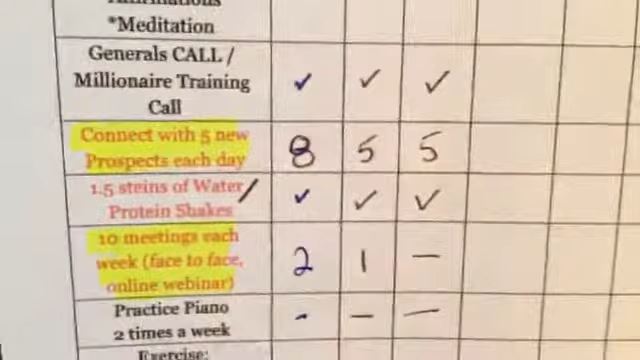 *Meditation
Generals CALL /
Millionaire Training
Call
✓ ✓ ✓
Connect with 5 new
Prospects each day
8 5 5
1.5 steins of Water/
Protein Shakes
✓ ✓ ✓
10 meetings each
week (face to face,
online webinar)
2 1 —
Practice Piano
2 times a week
- — —
Exercise: